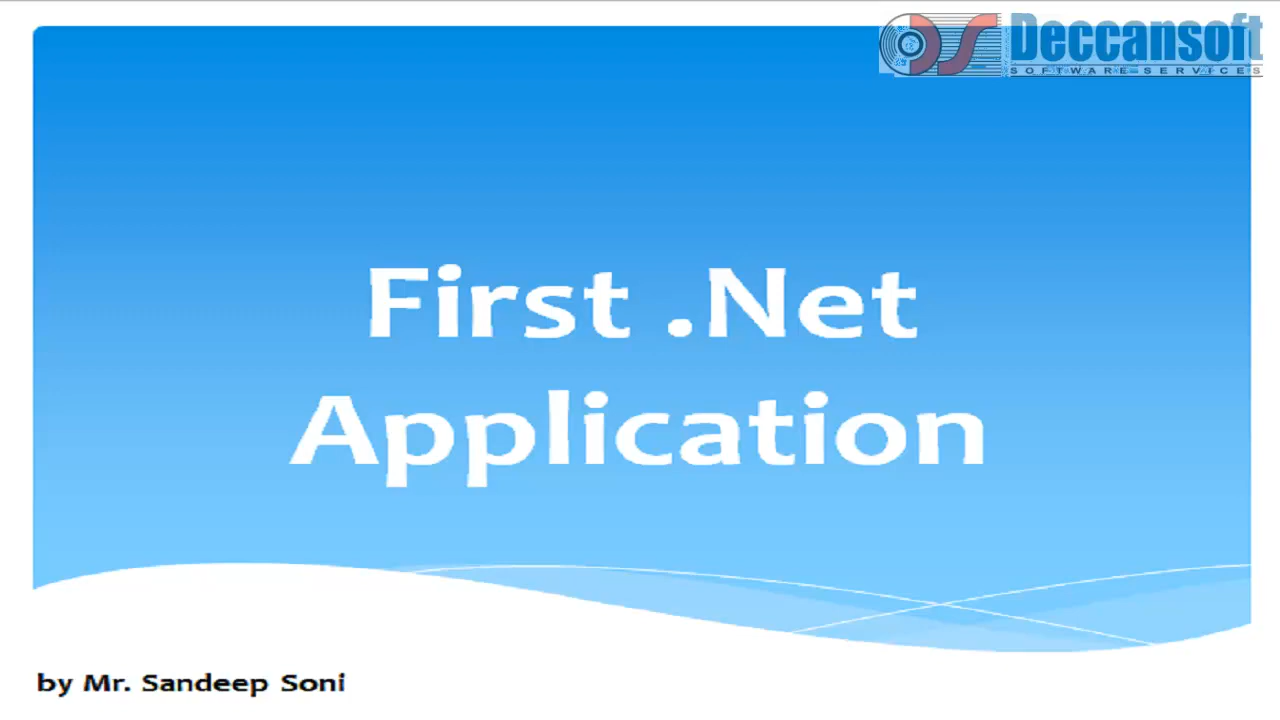 Deccansoft
SOFTWARE SERVICES
First .Net
Application
by Mr. Sandeep Soni